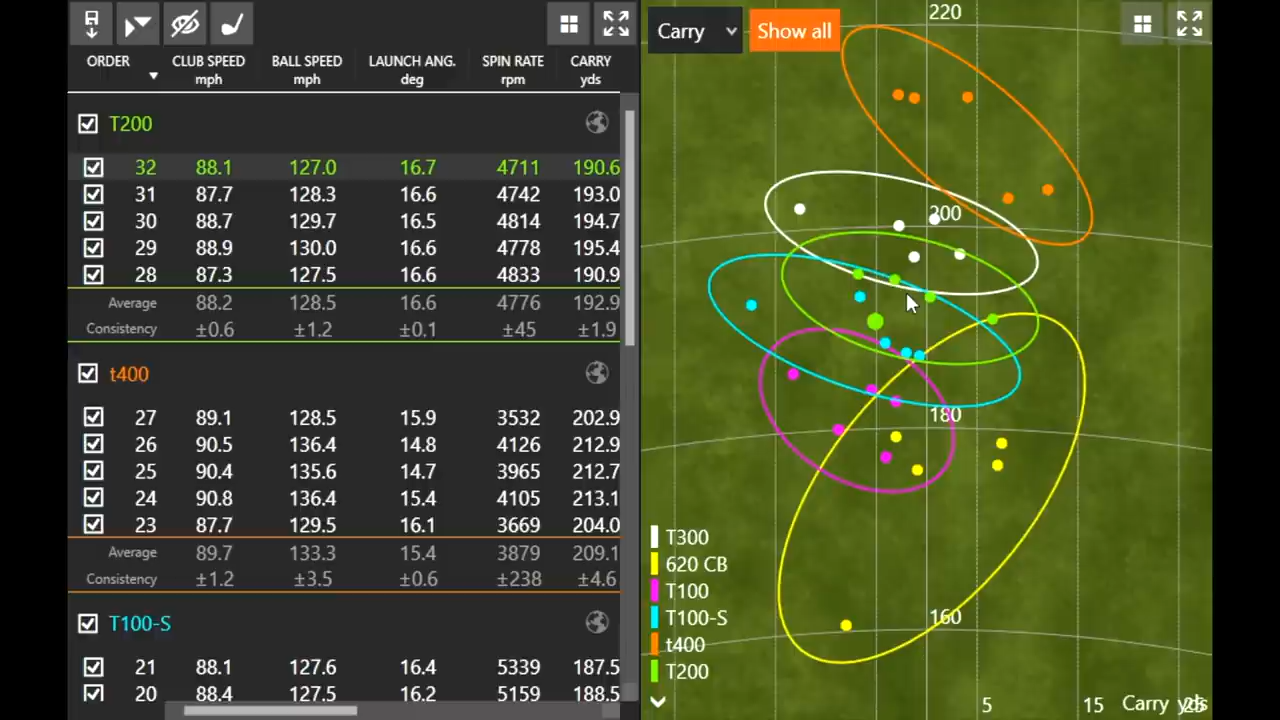 ORDER CLUB SPEED BALL SPEED LAUNCH ANG. SPIN RATE CARRY
mph mph deg rpm yds
T200
32 88.1 127.0 16.7 4711 190.6
31 87.7 128.3 16.6 4742 193.0
30 88.7 129.7 16.5 4814 194.7
29 88.9 130.0 16.6 4778 195.4
28 87.3 127.5 16.6 4833 190.9
Average 88.2 128.5 16.6 4776 192.9
Consistency ±0.6 ±1.2 ±0.1 ±45 ±1.9
t400
27 89.1 128.5 15.9 3532 202.9
26 90.5 136.4 14.8 4126 212.9
25 90.4 135.6 14.7 3965 212.7
24 90.8 136.4 15.4 4105 213.1
23 87.7 129.5 16.1 3669 204.0
Average 89.7 133.3 15.4 3879 209.1
Consistency ±1.2 ±3.5 ±0.6 ±238 ±4.6
T100-S
21 88.1 127.6 16.4 5339 187.5
20 88.4 127.5 16.2 5159 188.5
Carry Show all
220
200
180
160
T300
620 CB
T100
T100-S
t400
T200
5 15 25
Carry yds